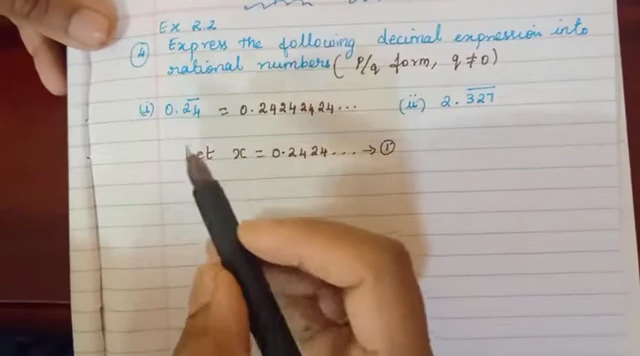 Ex 2.2
④ Express the following decimal expression into
rational numbers ( P/q form, q≠0)
(i) 0.2̅4̅ = 0.24242424... (ii) 2.3̅2̅7̅
Let x = 0.2424.... → ①